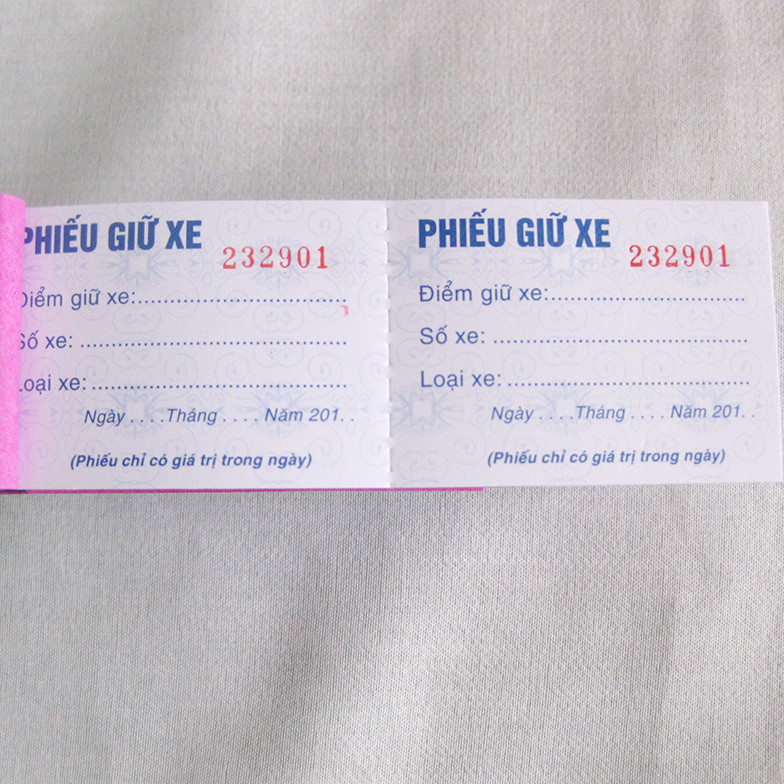 PHIẾU GIỮ XE
232901
Điểm giữ xe:...............................
Số xe: .........................................
Loại xe: .......................................
Ngày . . . .Tháng . . . . Năm 201. .
(Phiếu chỉ có giá trị trong ngày)
PHIẾU GIỮ XE
232901
Điểm giữ xe:..............................
Số xe: .......................................
Loại xe: .....................................
Ngày . . . .Tháng . . . . Năm 201. .
(Phiếu chỉ có giá trị trong ngày)